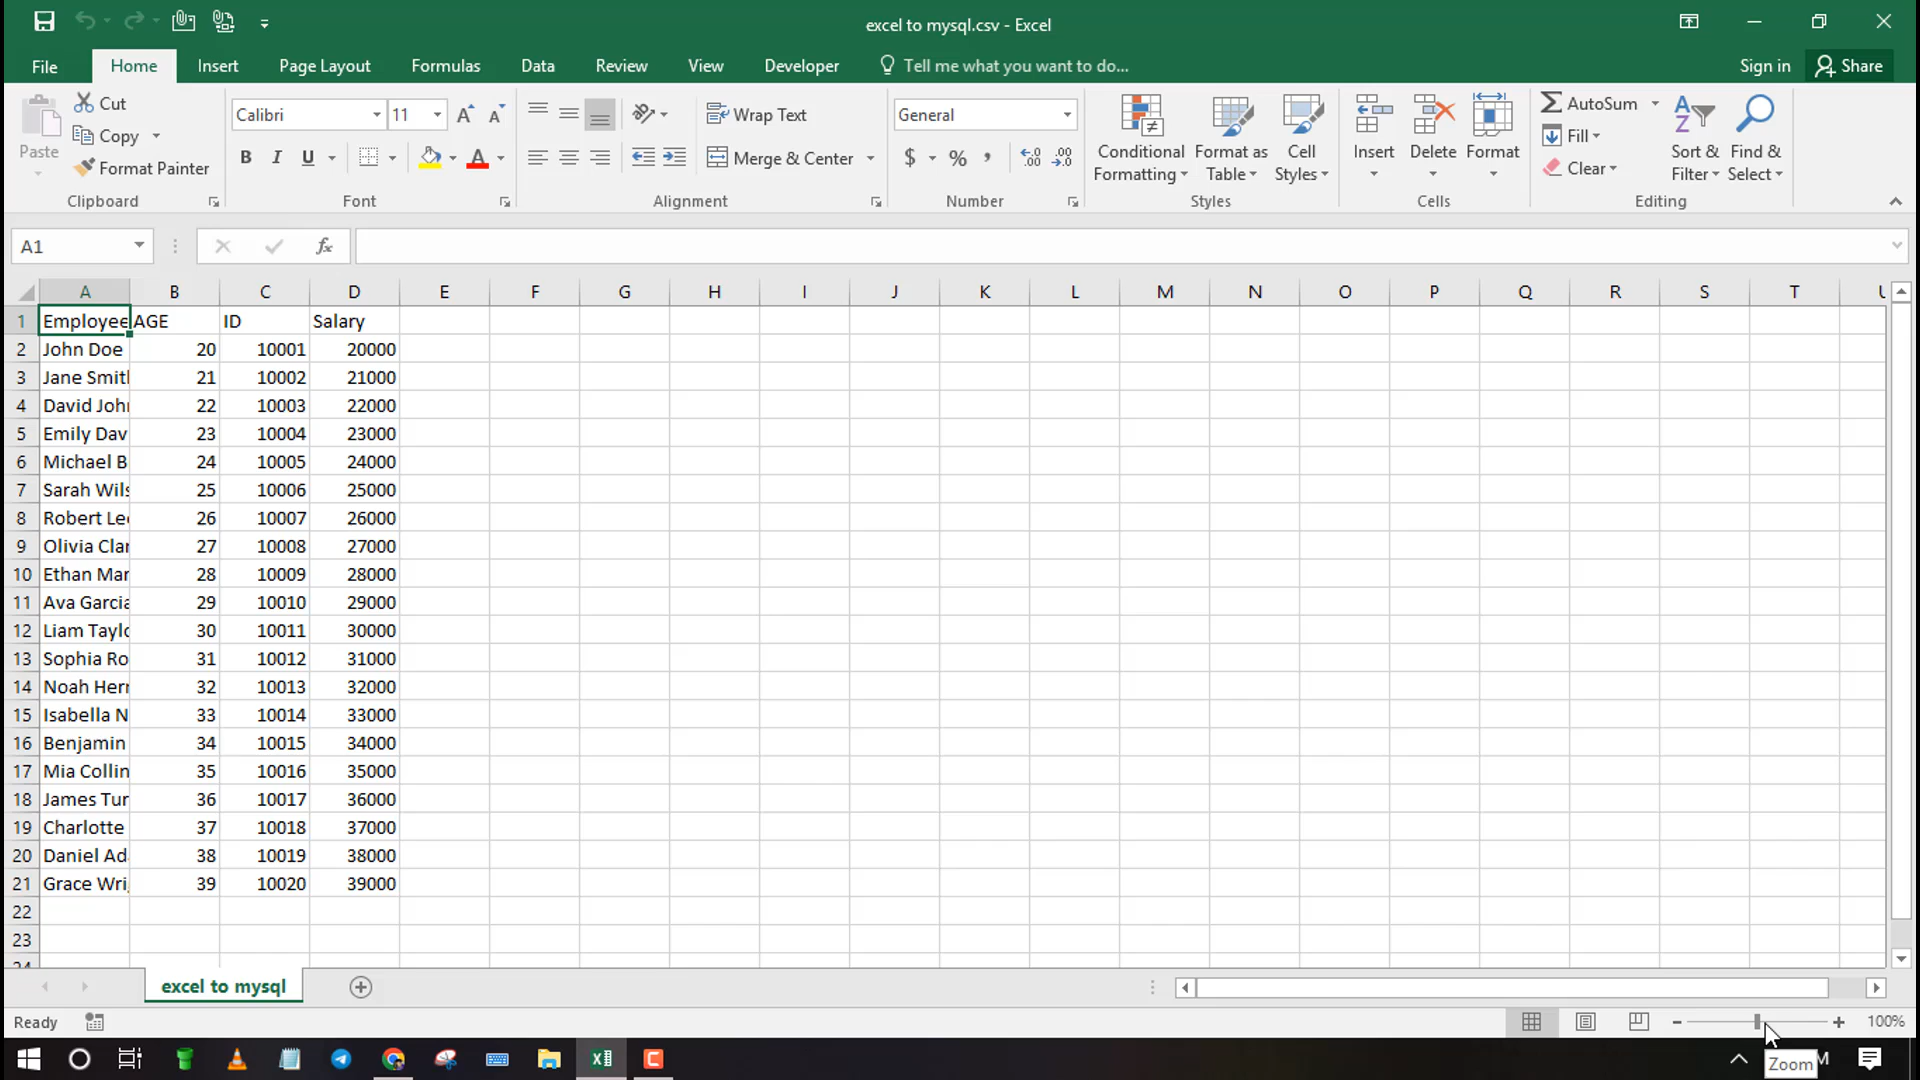 excel to mysql.csv - Excel
File Home Insert Page Layout Formulas Data Review View Developer Tell me what you want to do... Sign in Share
Paste
Cut
Copy
Format Painter
Clipboard
Calibri 11
B I U
Font
Wrap Text
Merge & Center
Alignment
General
$ % ,
Number
Conditional Formatting
Format as Table
Cell Styles
Styles
Insert Delete Format
Cells
AutoSum
Fill
Clear
Sort & Filter
Find & Select
Editing
A1 fx
A B C D E F G H I J K L M N O P Q R S T
1 Employee AGE ID Salary
2 John Doe 20 10001 20000
3 Jane Smit 21 10002 21000
4 David Joh 22 10003 22000
5 Emily Dav 23 10004 23000
6 Michael B 24 10005 24000
7 Sarah Wils 25 10006 25000
8 Robert Le 26 10007 26000
9 Olivia Clar 27 10008 27000
10 Ethan Mar 28 10009 28000
11 Ava Garcia 29 10010 29000
12 Liam Taylo 30 10011 30000
13 Sophia Ro 31 10012 31000
14 Noah Her 32 10013 32000
15 Isabella N 33 10014 33000
16 Benjamin 34 10015 34000
17 Mia Collin 35 10016 35000
18 James Tur 36 10017 36000
19 Charlotte 37 10018 37000
20 Daniel Ad 38 10019 38000
21 Grace Wri 39 10020 39000
22
23
excel to mysql
Ready 100%
Zoom